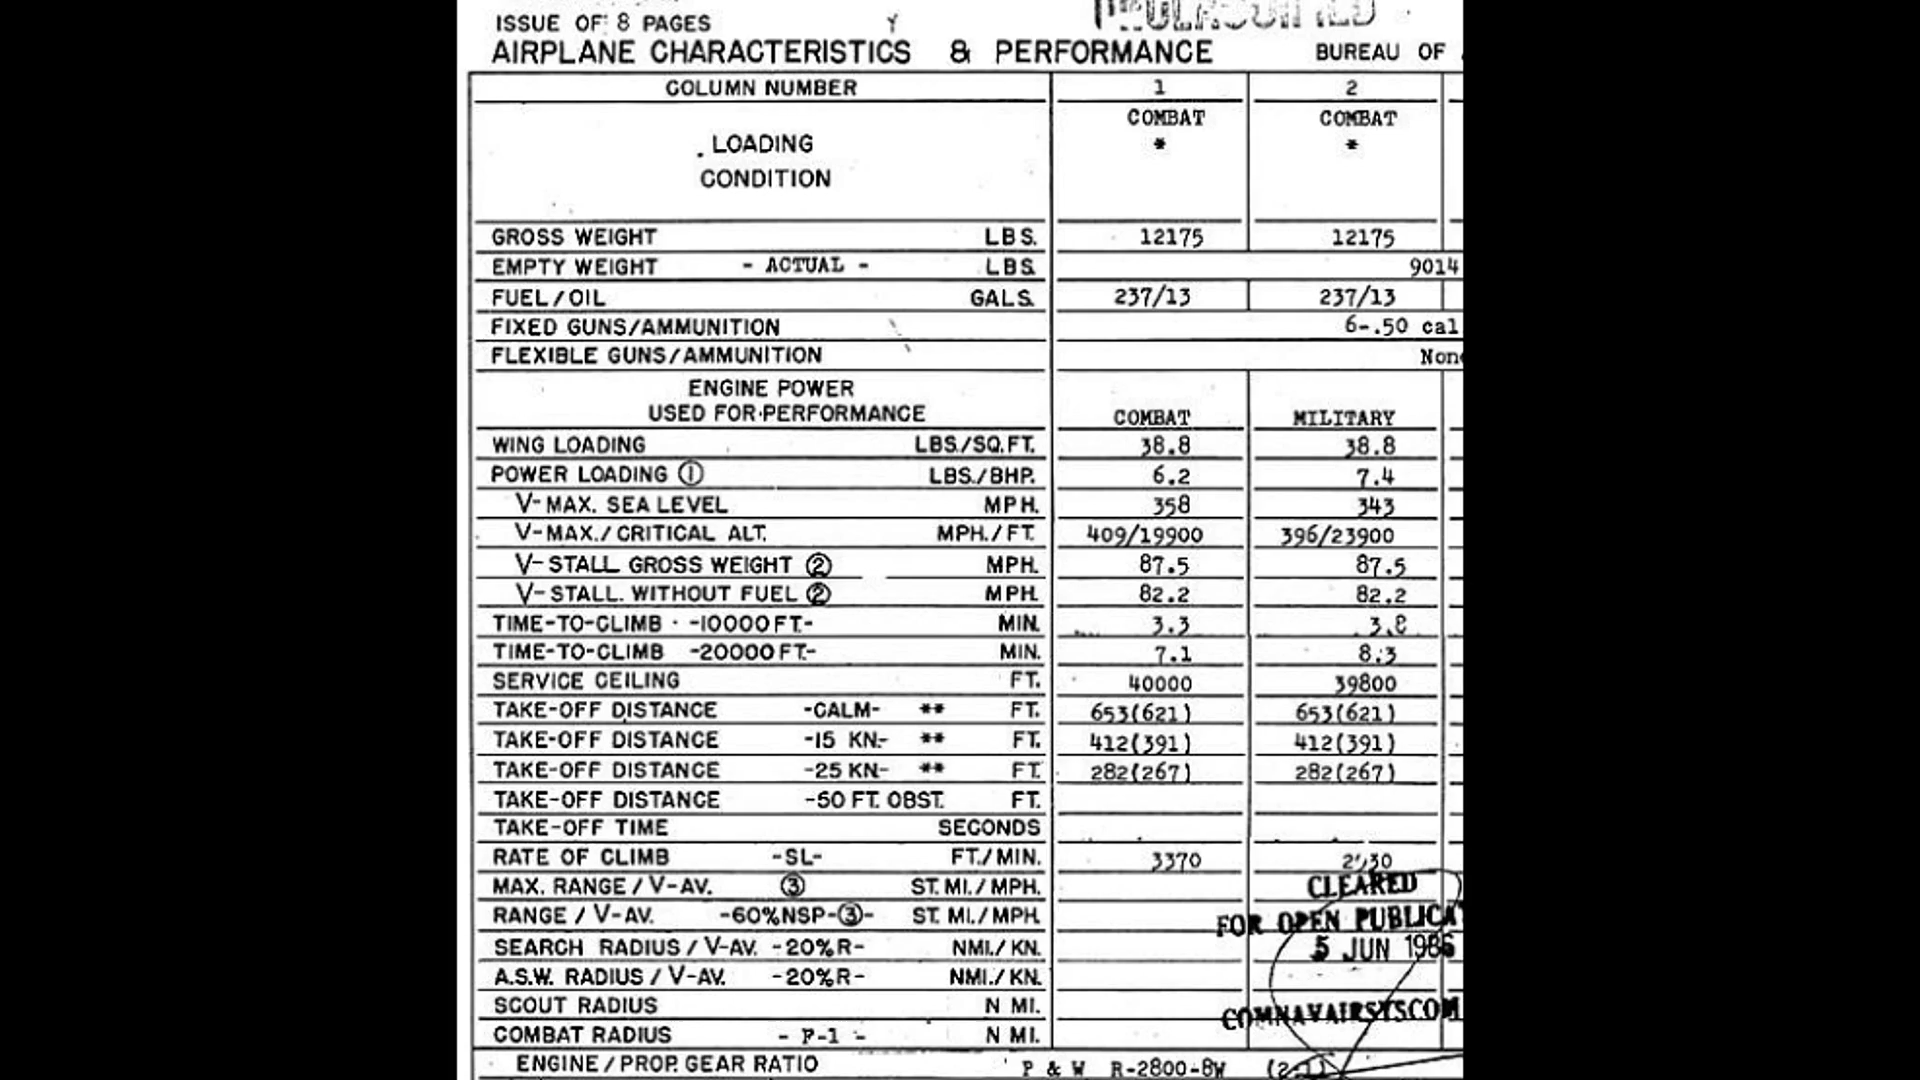 ISSUE OF 8 PAGES
AIRPLANE CHARACTERISTICS & PERFORMANCE BUREAU OF
COLUMN NUMBER 1 2
LOADING CONDITION COMBAT * COMBAT *
GROSS WEIGHT LBS. 12175 12175
EMPTY WEIGHT - ACTUAL - LBS. 9014
FUEL/OIL GALS. 237/13 237/13
FIXED GUNS/AMMUNITION 6-.50 cal
FLEXIBLE GUNS/AMMUNITION
ENGINE POWER
USED FOR PERFORMANCE COMBAT MILITARY
WING LOADING LBS./SQ.FT. 38.8 38.8
POWER LOADING ① LBS./BHP. 6.2 7.4
V-MAX. SEA LEVEL MPH. 358 343
V-MAX./CRITICAL ALT. MPH./FT. 409/19900 396/23900
V-STALL GROSS WEIGHT ② MPH. 87.5 87.5
V-STALL. WITHOUT FUEL ② MPH. 82.2 82.2
TIME-TO-CLIMB -10000 FT.- MIN. 3.3 3.8
TIME-TO-CLIMB -20000 FT.- MIN. 7.1 8.3
SERVICE CEILING FT. 40000 39800
TAKE-OFF DISTANCE -CALM- ** FT. 653(621) 653(621)
TAKE-OFF DISTANCE -15 KN.- ** FT. 412(391) 412(391)
TAKE-OFF DISTANCE -25 KN- ** FT. 282(267) 282(267)
TAKE-OFF DISTANCE -50 FT. OBST. FT.
TAKE-OFF TIME SECONDS
RATE OF CLIMB -SL- FT./MIN. 3370
MAX. RANGE / V-AV. ③ ST. MI./MPH. CLEARED
RANGE / V-AV. -60%NSP-③- ST. MI./MPH. FOR OPEN
SEARCH RADIUS / V-AV. -20%R- NMI./KN. 5 JUN 1986
A.S.W. RADIUS / V-AV. -20%R- NMI./KN.
SCOUT RADIUS N MI. COMNAVAIRSYSCOM
COMBAT RADIUS - F-1 - N MI.
ENGINE/PROP. GEAR RATIO P & W R-2800-8W